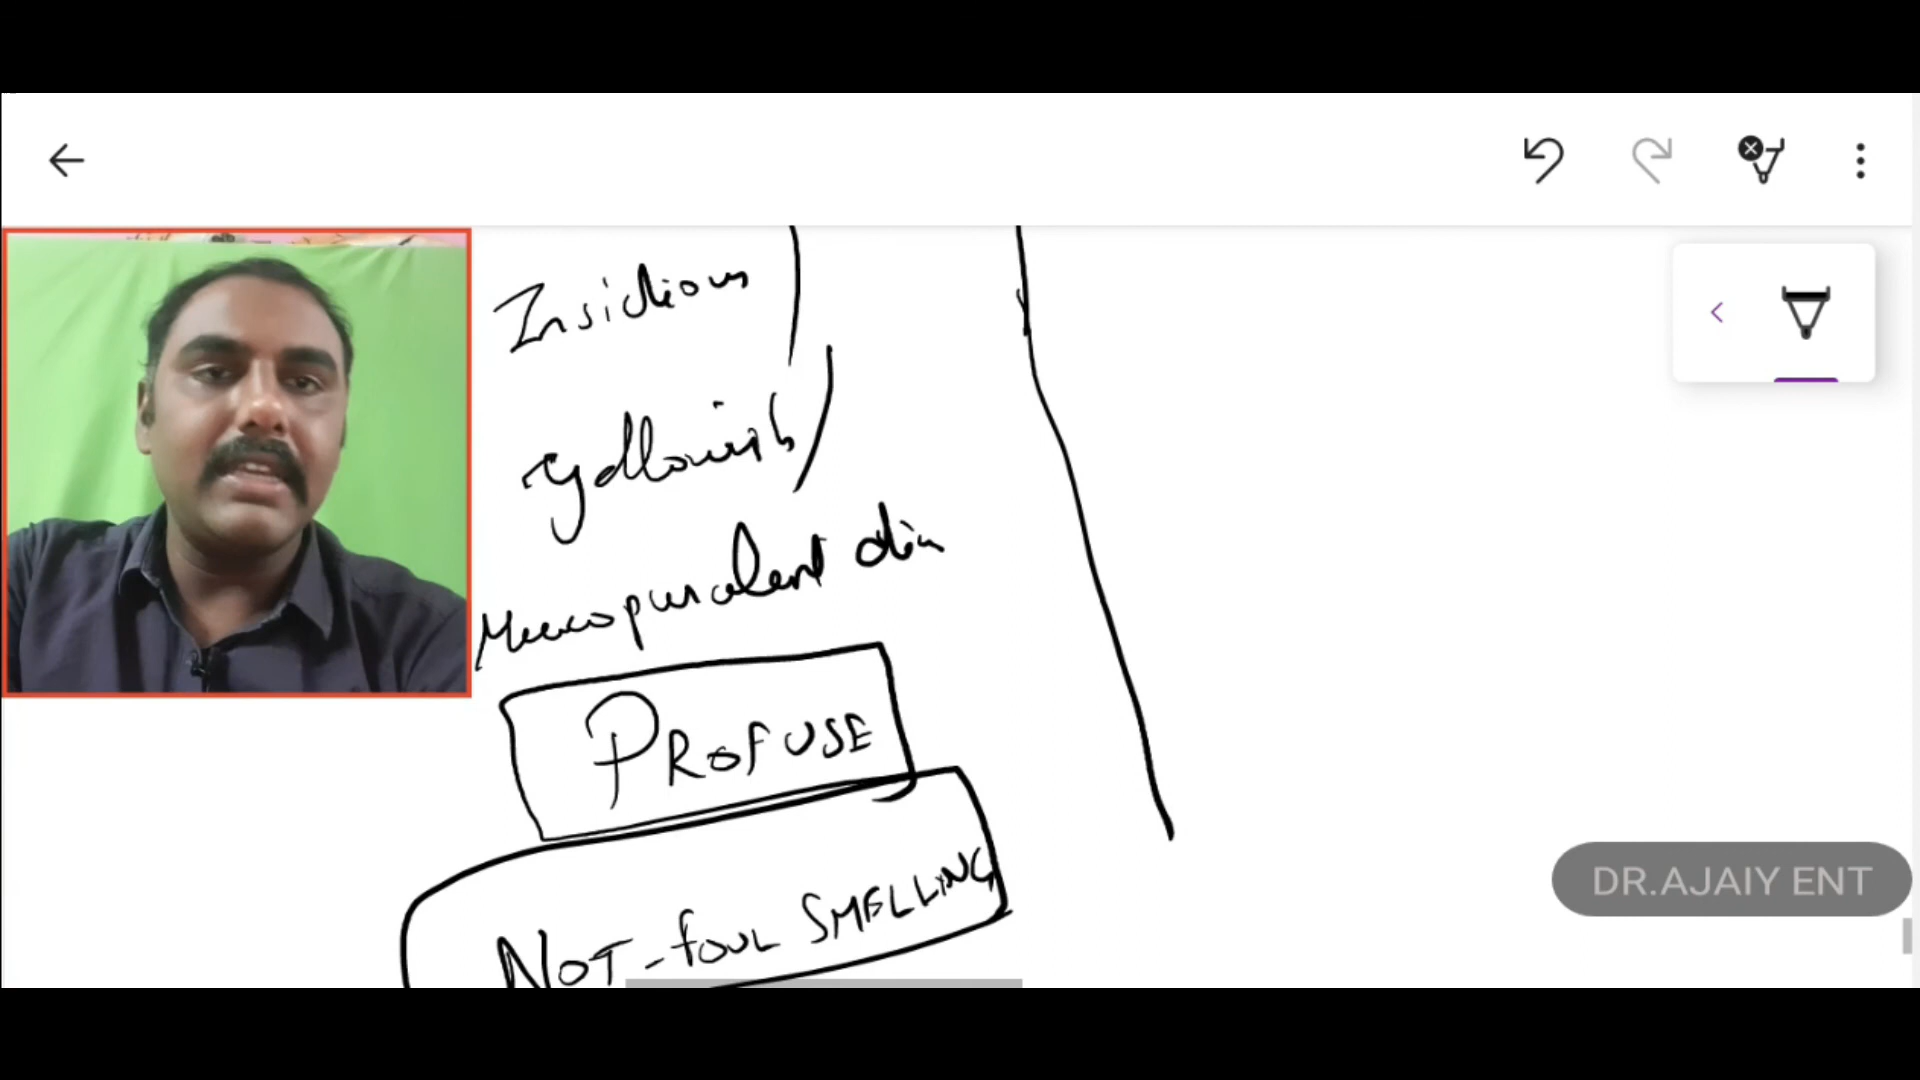 Insidious
yellowish
Mucopurulent dis
PROFUSE
NOT-FOUL SMELLING
DR.AJAIY ENT